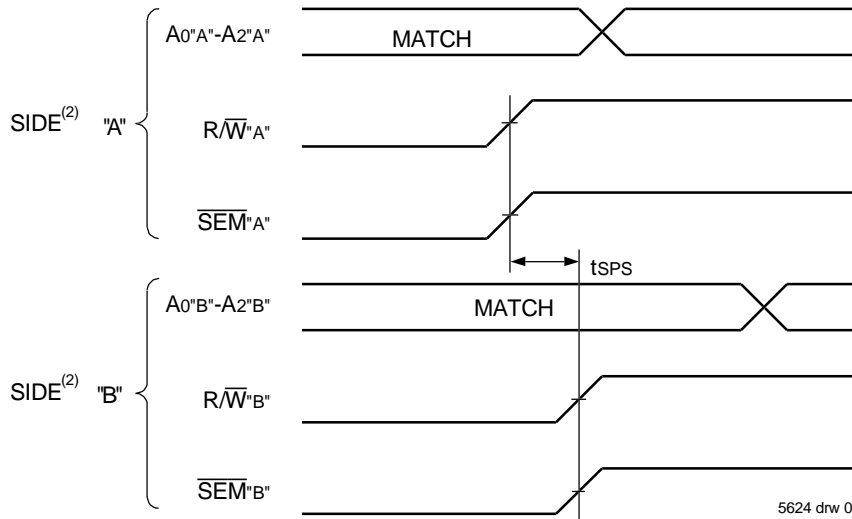 A0"A"-A2"A"
MATCH
SIDE(2) "A"
R/W"A"
SEM"A"
tSPS
A0"B"-A2"B"
MATCH
SIDE(2) "B"
R/W"B"
SEM"B"
5624 drw 0